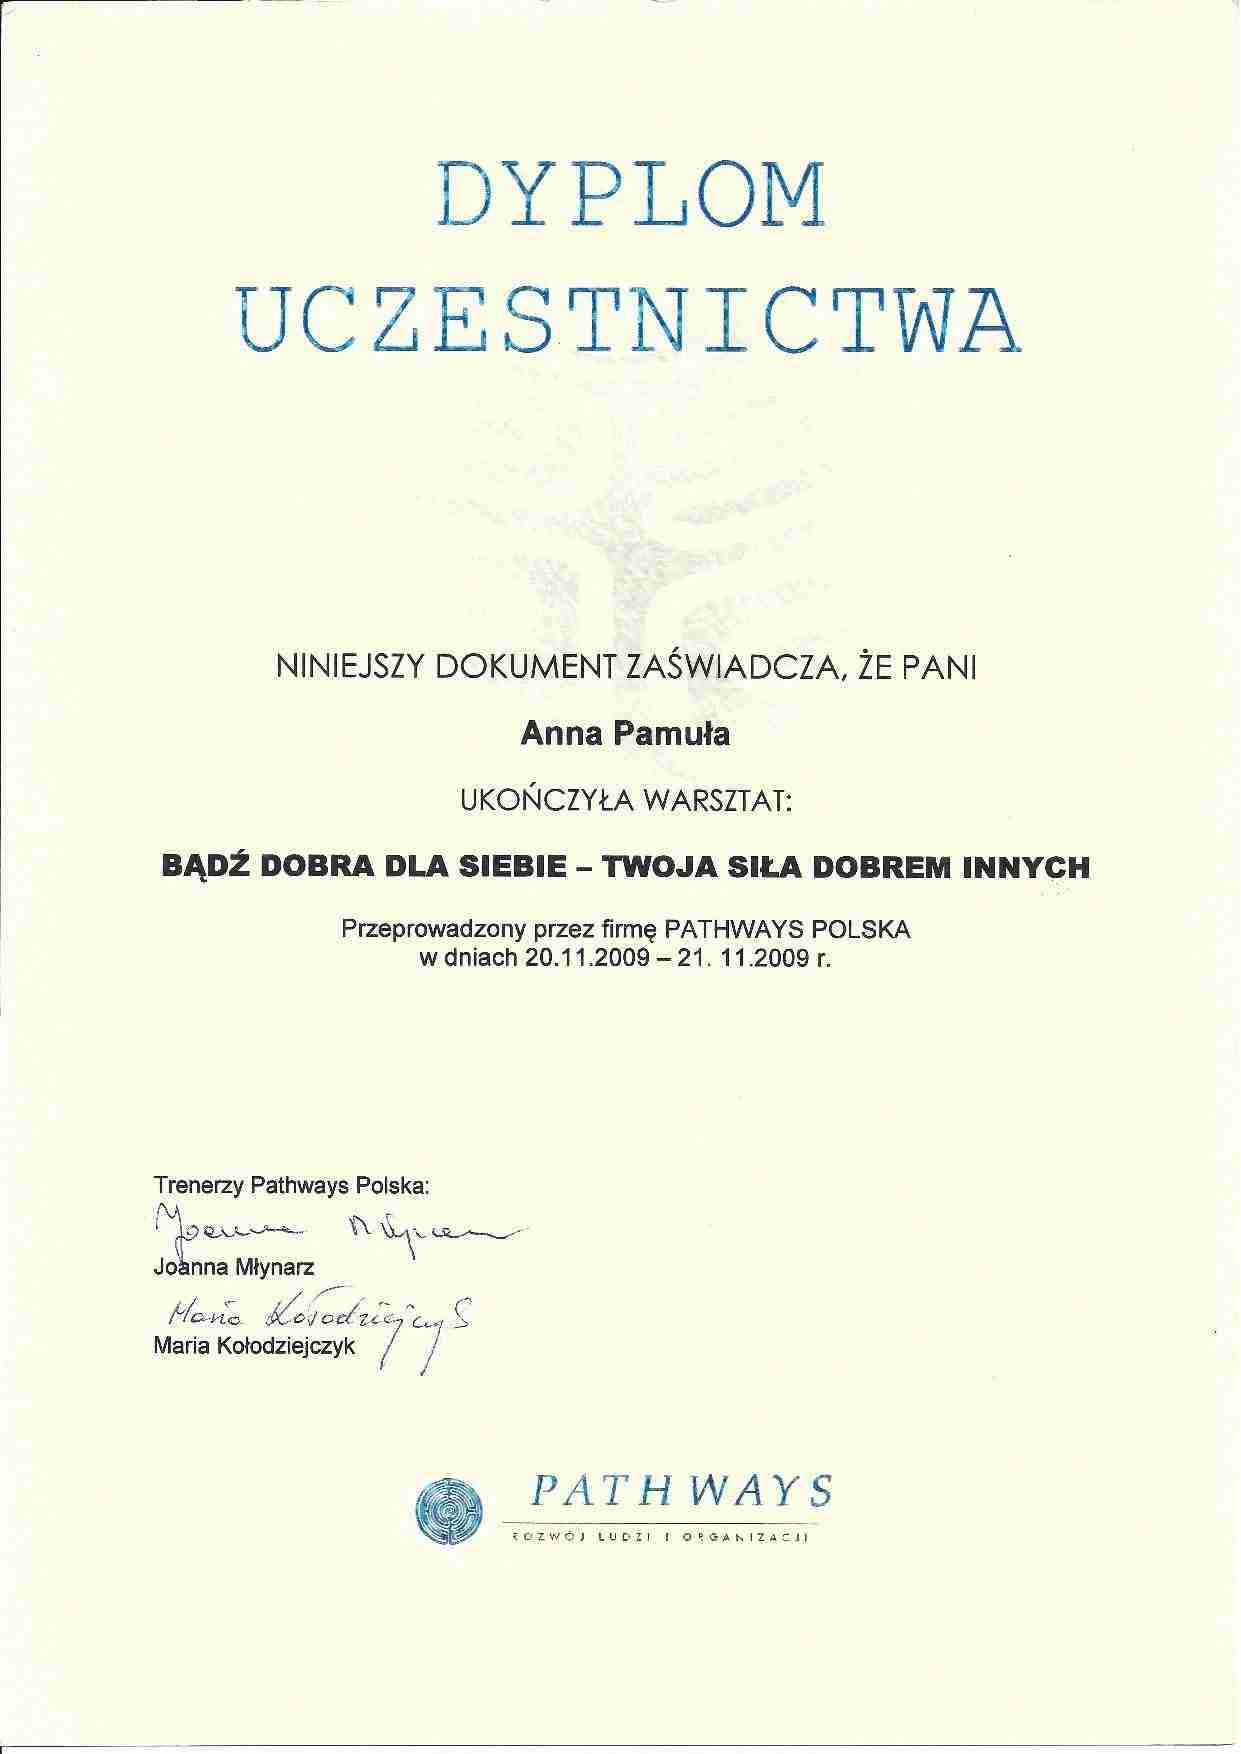 DYPLOM
UCZESTNICTWA
NINIEJSZY DOKUMENT ZAŚWIADCZA, ŻE PANI
Anna Pamuła
UKOŃCZYŁA WARSZTAT:
BĄDŹ DOBRA DLA SIEBIE – TWOJA SIŁA DOBREM INNYCH
Przeprowadzony przez firmę PATHWAYS POLSKA
w dniach 20.11.2009 – 21. 11.2009 r.
Trenerzy Pathways Polska:
Joanna Młynarz
Joanna Młynarz
Maria Kołodziejczyk
Maria Kołodziejczyk
PATHWAYS
ROZWÓJ LUDZI I ORGANIZACJI